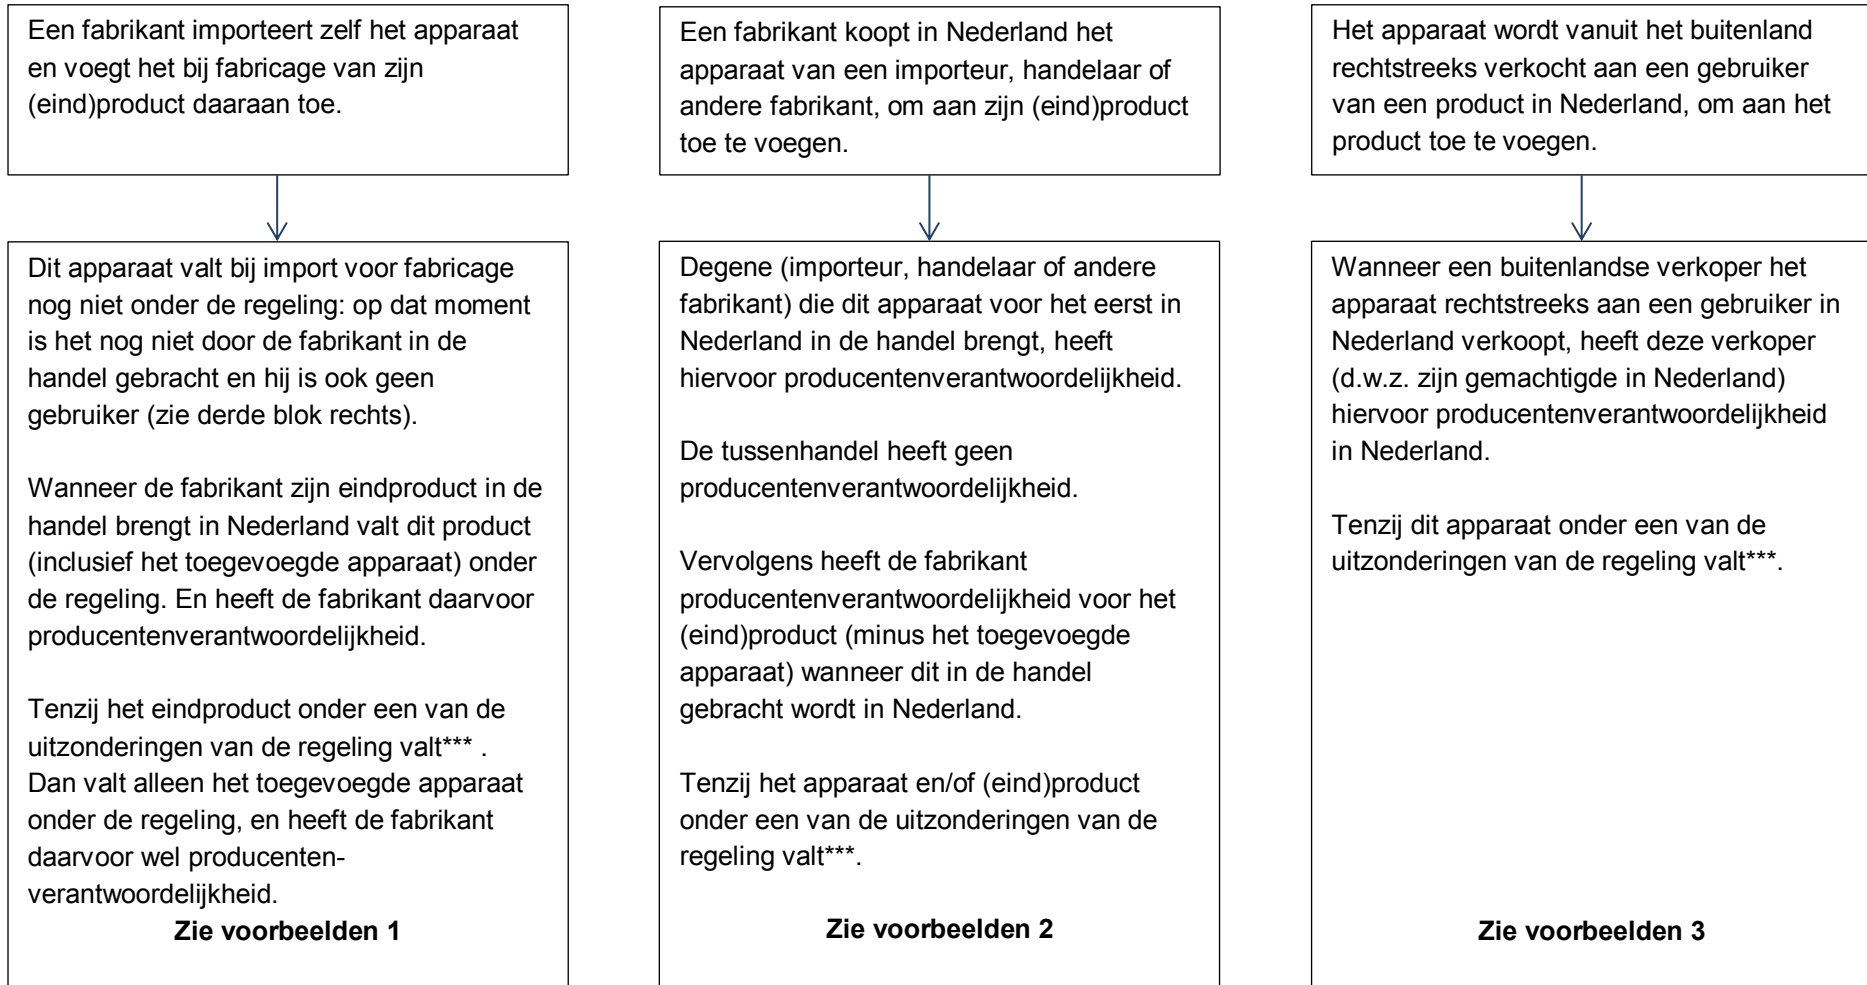 Een fabrikant importeert zelf het apparaat
en voegt het bij fabricage van zijn
(eind)product daaraan toe.
Dit apparaat valt bij import voor fabricage
nog niet onder de regeling: op dat moment
is het nog niet door de fabrikant in de
handel gebracht en hij is ook geen
gebruiker (zie derde blok rechts).
Wanneer de fabrikant zijn eindproduct in de
handel brengt in Nederland valt dit product
(inclusief het toegevoegde apparaat) onder
de regeling. En heeft de fabrikant daarvoor
producentenverantwoordelijkheid.
Tenzij het eindproduct onder een van de
uitzonderingen van de regeling valt*** .
Dan valt alleen het toegevoegde apparaat
onder de regeling, en heeft de fabrikant
daarvoor wel producenten-
verantwoordelijkheid.
Zie voorbeelden 1
Een fabrikant koopt in Nederland het
apparaat van een importeur, handelaar of
andere fabrikant, om aan zijn (eind)product
toe te voegen.
Degene (importeur, handelaar of andere
fabrikant) die dit apparaat voor het eerst in
Nederland in de handel brengt, heeft
hiervoor producentenverantwoordelijkheid.
De tussenhandel heeft geen
producentenverantwoordelijkheid.
Vervolgens heeft de fabrikant
producentenverantwoordelijkheid voor het
(eind)product (minus het toegevoegde
apparaat) wanneer dit in de handel
gebracht wordt in Nederland.
Tenzij het apparaat en/of (eind)product
onder een van de uitzonderingen van de
regeling valt***.
Zie voorbeelden 2
Het apparaat wordt vanuit het buitenland
rechtstreeks verkocht aan een gebruiker
van een product in Nederland, om aan het
product toe te voegen.
Wanneer een buitenlandse verkoper het
apparaat rechtstreeks aan een gebruiker in
Nederland verkoopt, heeft deze verkoper
(d.w.z. zijn gemachtigde in Nederland)
hiervoor producentenverantwoordelijkheid
in Nederland.
Tenzij dit apparaat onder een van de
uitzonderingen van de regeling valt***.
Zie voorbeelden 3